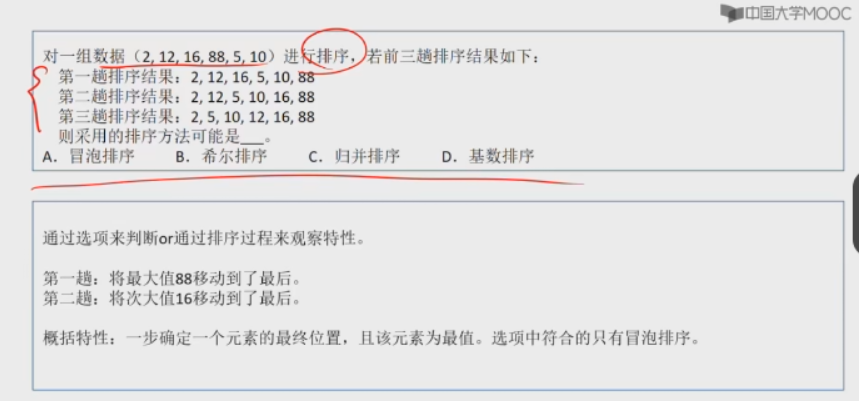 中国大学MOOC
对一组数据（2, 12, 16, 88, 5, 10）进行排序，若前三趟排序结果如下：
第一趟排序结果：2, 12, 16, 5, 10, 88
第二趟排序结果：2, 12, 5, 10, 16, 88
第三趟排序结果：2, 5, 10, 12, 16, 88
则采用的排序方法可能是___。
A．冒泡排序 B．希尔排序 C．归并排序 D．基数排序
通过选项来判断or通过排序过程来观察特性。
第一趟：将最大值88移动到了最后。
第二趟：将次大值16移动到了最后。
概括特性：一步确定一个元素的最终位置，且该元素为最值。选项中符合的只有冒泡排序。